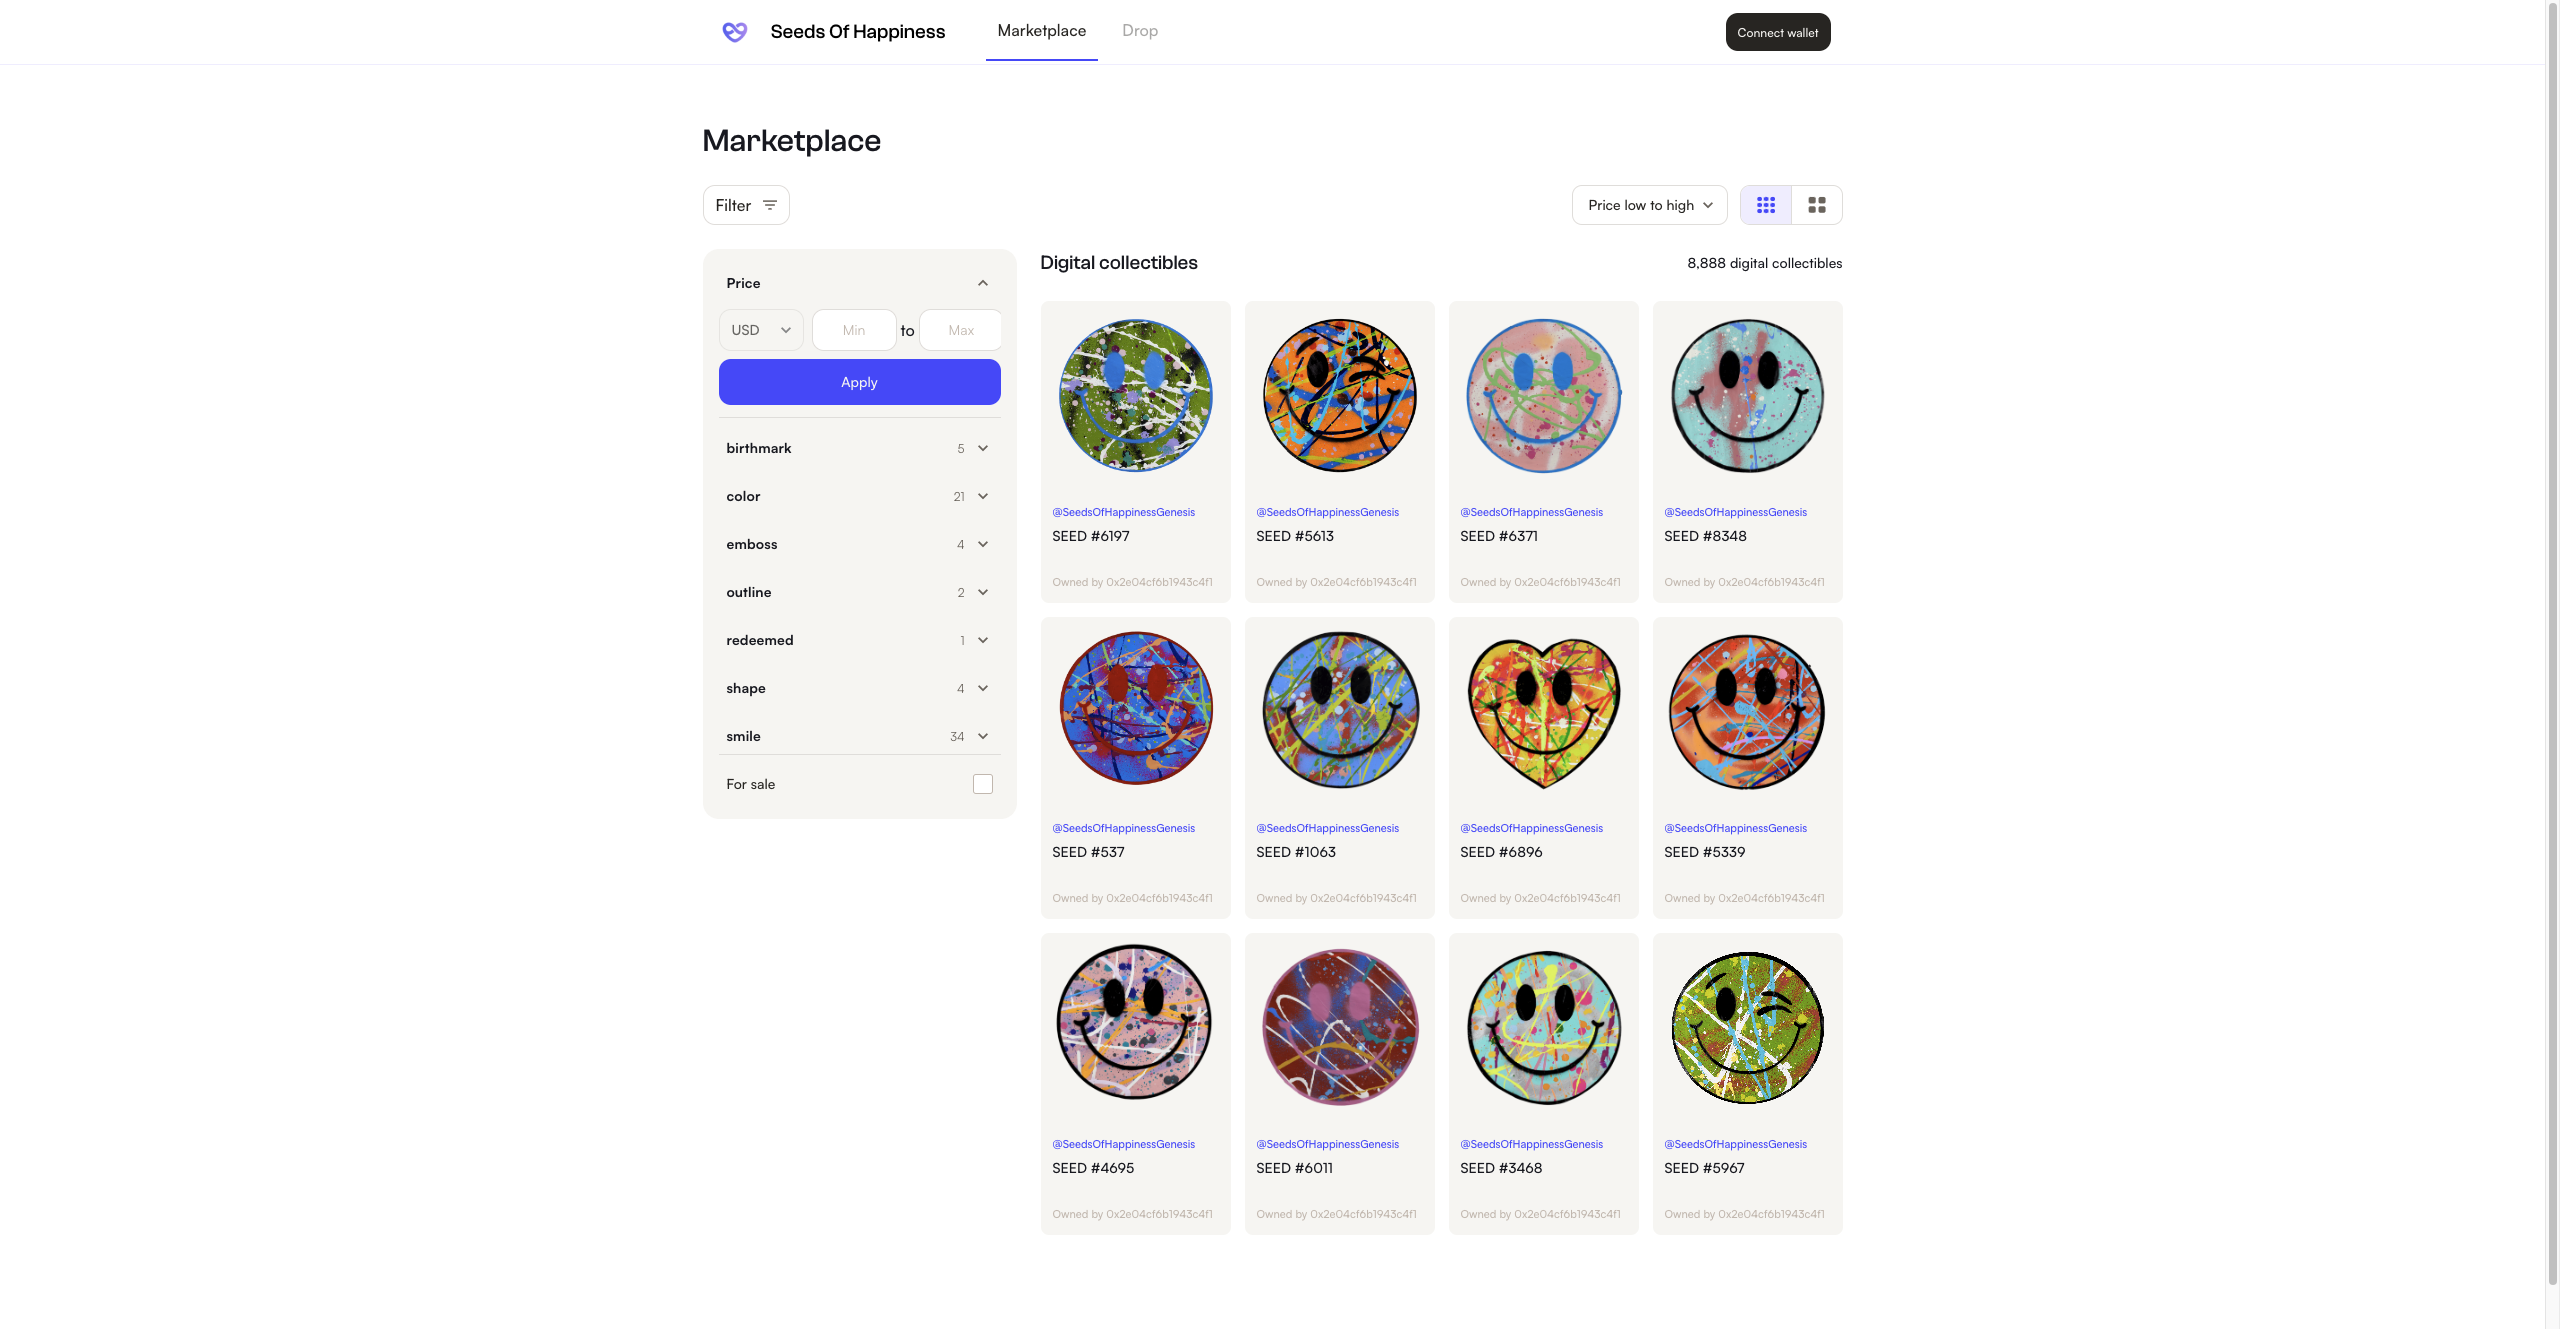 Seeds Of Happiness
Marketplace
Drop
Connect wallet
Marketplace
Filter
Price low to high
Price
USD
Min
to
Max
Apply
birthmark 5
color 21
emboss 4
outline 2
redeemed 1
shape 4
smile 34
For sale
Digital collectibles
8,888 digital collectibles
@SeedsOfHappinessGenesis
SEED #6197
Owned by 0x2e04cf6b1943c4f1
@SeedsOfHappinessGenesis
SEED #5613
Owned by 0x2e04cf6b1943c4f1
@SeedsOfHappinessGenesis
SEED #6371
Owned by 0x2e04cf6b1943c4f1
@SeedsOfHappinessGenesis
SEED #8348
Owned by 0x2e04cf6b1943c4f1
@SeedsOfHappinessGenesis
SEED #537
Owned by 0x2e04cf6b1943c4f1
@SeedsOfHappinessGenesis
SEED #1063
Owned by 0x2e04cf6b1943c4f1
@SeedsOfHappinessGenesis
SEED #6896
Owned by 0x2e04cf6b1943c4f1
@SeedsOfHappinessGenesis
SEED #5339
Owned by 0x2e04cf6b1943c4f1
@SeedsOfHappinessGenesis
SEED #4695
Owned by 0x2e04cf6b1943c4f1
@SeedsOfHappinessGenesis
SEED #6011
Owned by 0x2e04cf6b1943c4f1
@SeedsOfHappinessGenesis
SEED #3468
Owned by 0x2e04cf6b1943c4f1
@SeedsOfHappinessGenesis
SEED #5967
Owned by 0x2e04cf6b1943c4f1